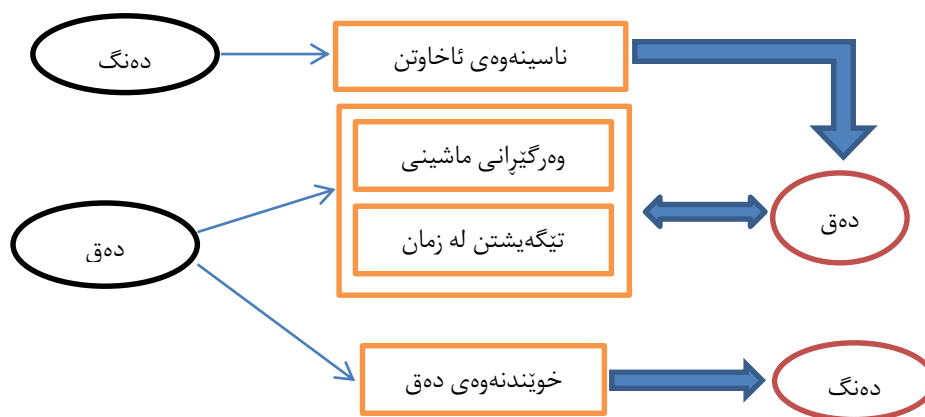 دەنگ
ناسینەوەی ئاخاوتن
وەرگێڕانی ماشینی
دەق
تێگەیشتن لە زمان
دەق
خوێندنەوەی دەق
دەنگ